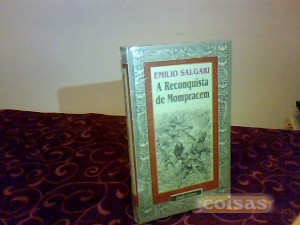 EMILIO SALGARI
A Reconquista
de Mompracem
coisas